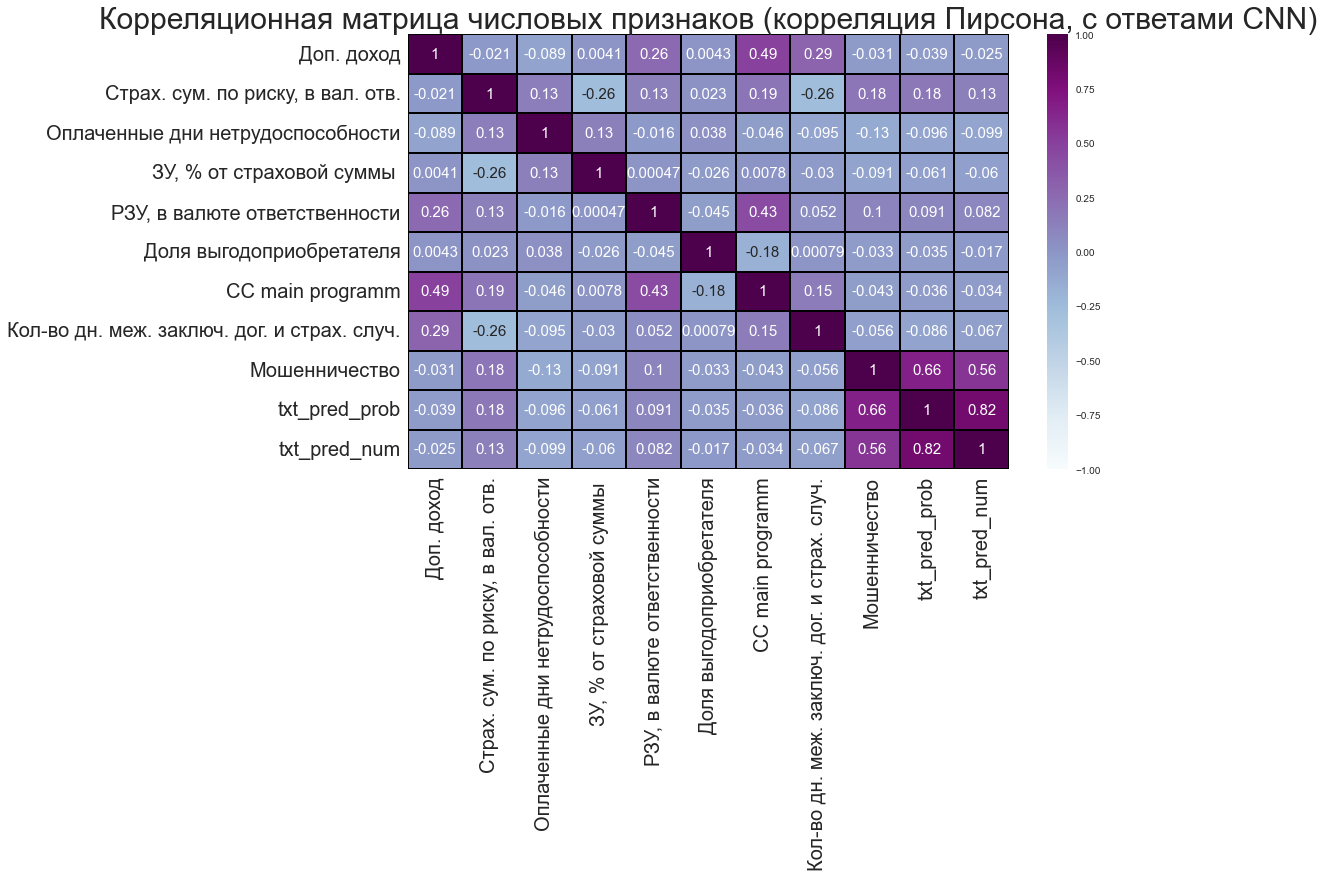 Корреляционная матрица числовых признаков (корреляция Пирсона, с ответами CNN)
Доп. доход 1 -0.021 -0.089 0.0041 0.26 0.0043 0.49 0.29 -0.031 -0.039 -0.025
Страх. сум. по риску, в вал. отв. -0.021 1 0.13 -0.26 0.13 0.023 0.19 -0.26 0.18 0.18 0.13
Оплаченные дни нетрудоспособности -0.089 0.13 1 0.13 -0.016 0.038 -0.046 -0.095 -0.13 -0.096 -0.099
ЗУ, % от страховой суммы 0.0041 -0.26 0.13 1 0.00047 -0.026 0.0078 -0.03 -0.091 -0.061 -0.06
РЗУ, в валюте ответственности 0.26 0.13 -0.016 0.00047 1 -0.045 0.43 0.052 0.1 0.091 0.082
Доля выгодоприобретателя 0.0043 0.023 0.038 -0.026 -0.045 1 -0.18 0.00079 -0.033 -0.035 -0.017
СС main programm 0.49 0.19 -0.046 0.0078 0.43 -0.18 1 0.15 -0.043 -0.036 -0.034
Кол-во дн. меж. заключ. дог. и страх. случ. 0.29 -0.26 -0.095 -0.03 0.052 0.00079 0.15 1 -0.056 -0.086 -0.067
Мошенничество -0.031 0.18 -0.13 -0.091 0.1 -0.033 -0.043 -0.056 1 0.66 0.56
txt_pred_prob -0.039 0.18 -0.096 -0.061 0.091 -0.035 -0.036 -0.086 0.66 1 0.82
txt_pred_num -0.025 0.13 -0.099 -0.06 0.082 -0.017 -0.034 -0.067 0.56 0.82 1
Доп. доход
Страх. сум. по риску, в вал. отв.
Оплаченные дни нетрудоспособности
ЗУ, % от страховой суммы
РЗУ, в валюте ответственности
Доля выгодоприобретателя
СС main programm
Кол-во дн. меж. заключ. дог. и страх. случ.
Мошенничество
txt_pred_prob
txt_pred_num
1.00
0.75
0.50
0.25
0.00
−0.25
−0.50
−0.75
−1.00